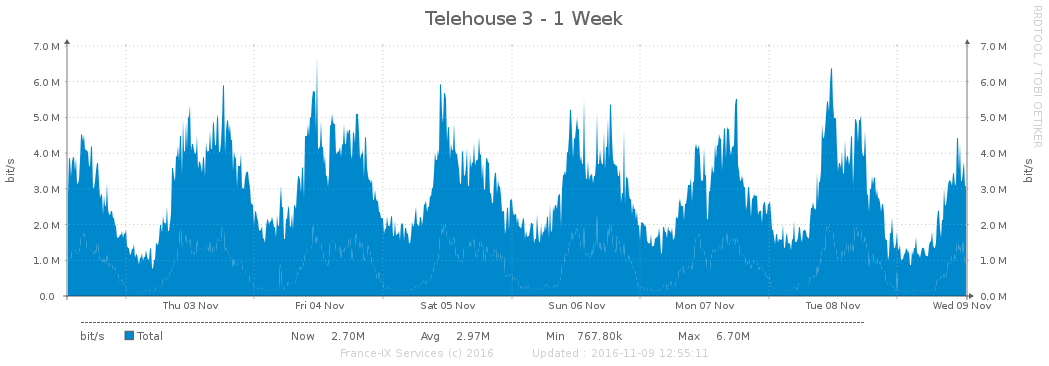 Telehouse 3 - 1 Week
RRDTOOL / TOBI OETIKER
bit/s
7.0 M 7.0 M
6.0 M 6.0 M
5.0 M 5.0 M
4.0 M 4.0 M
3.0 M 3.0 M
2.0 M 2.0 M
1.0 M 1.0 M
0.0 0.0 M
bit/s
Thu 03 Nov Fri 04 Nov Sat 05 Nov Sun 06 Nov Mon 07 Nov Tue 08 Nov Wed 09 Nov
bit/s Total Now 2.70M Avg 2.97M Min 767.80k Max 6.70M
France-IX Services (c) 2016 Updated : 2016-11-09 12:55:11